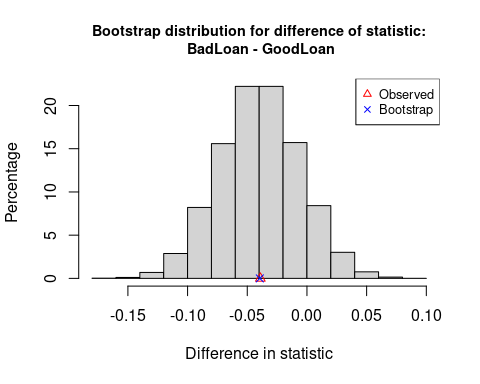 Bootstrap distribution for difference of statistic:
BadLoan - GoodLoan
Observed
Bootstrap
Percentage
20
15
10
5
0
-0.15 -0.10 -0.05 0.00 0.05 0.10
Difference in statistic